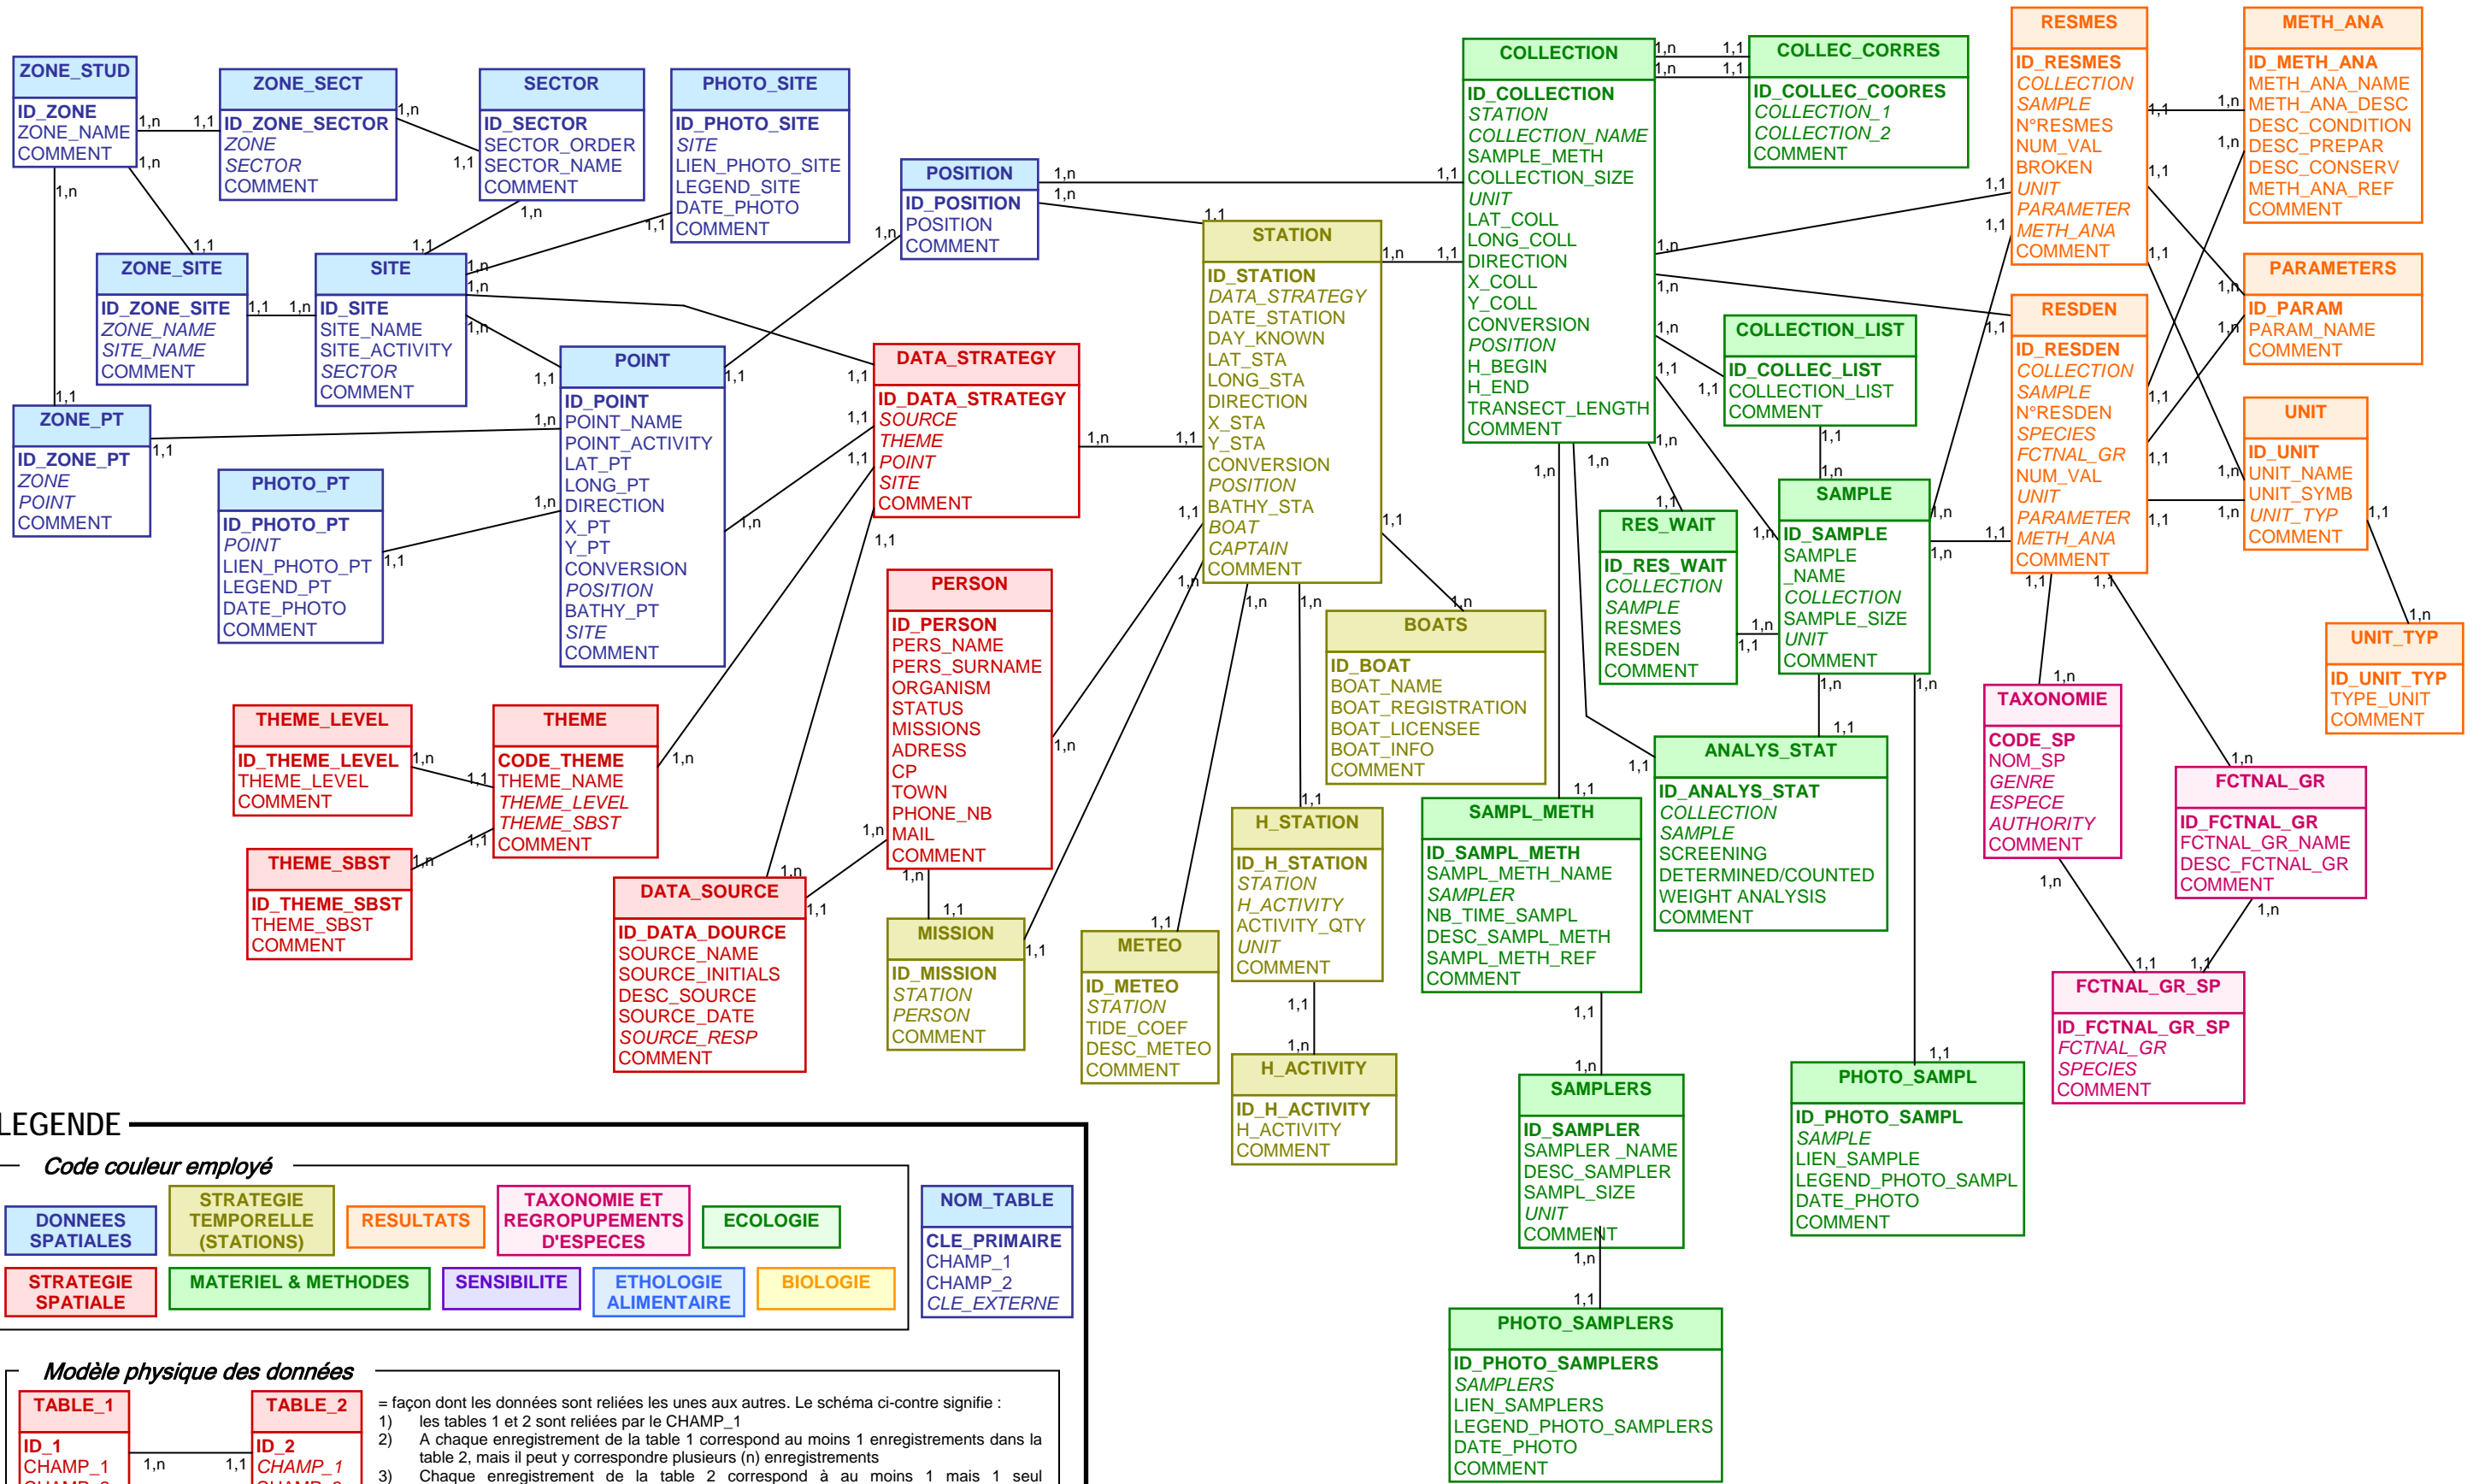 ZONE_STUD
ID_ZONE
ZONE_NAME
COMMENT
ZONE_SECT
ID_ZONE_SECTOR
ZONE
SECTOR
COMMENT
SECTOR
ID_SECTOR
SECTOR_ORDER
SECTOR_NAME
COMMENT
PHOTO_SITE
ID_PHOTO_SITE
SITE
LIEN_PHOTO_SITE
LEGEND_SITE
DATE_PHOTO
COMMENT
POSITION
ID_POSITION
POSITION
COMMENT
ZONE_SITE
ID_ZONE_SITE
ZONE_NAME
SITE_NAME
COMMENT
SITE
ID_SITE
SITE_NAME
SITE_ACTIVITY
SECTOR
COMMENT
ZONE_PT
ID_ZONE_PT
ZONE
POINT
COMMENT
PHOTO_PT
ID_PHOTO_PT
POINT
LIEN_PHOTO_PT
LEGEND_PT
DATE_PHOTO
COMMENT
POINT
ID_POINT
POINT_NAME
POINT_ACTIVITY
LAT_PT
LONG_PT
DIRECTION
X_PT
Y_PT
CONVERSION
POSITION
BATHY_PT
SITE
COMMENT
DATA_STRATEGY
ID_DATA_STRATEGY
SOURCE
THEME
POINT
SITE
COMMENT
STATION
ID_STATION
DATA_STRATEGY
DATE_STATION
DAY_KNOWN
LAT_STA
LONG_STA
DIRECTION
X_STA
Y_STA
CONVERSION
POSITION
BATHY_STA
BOAT
CAPTAIN
COMMENT
COLLECTION
ID_COLLECTION
STATION
COLLECTION_NAME
SAMPLE_METH
COLLECTION_SIZE
UNIT
LAT_COLL
LONG_COLL
DIRECTION
X_COLL
Y_COLL
CONVERSION
POSITION
H_BEGIN
H_END
TRANSECT_LENGTH
COMMENT
COLLEC_CORRES
ID_COLLEC_COORES
COLLECTION_1
COLLECTION_2
COMMENT
RESMES
ID_RESMES
COLLECTION
SAMPLE
N°RESMES
NUM_VAL
BROKEN
UNIT
PARAMETER
METH_ANA
COMMENT
METH_ANA
ID_METH_ANA
METH_ANA_NAME
METH_ANA_DESC
DESC_CONDITION
DESC_PREPAR
DESC_CONSERV
METH_ANA_REF
COMMENT
PARAMETERS
ID_PARAM
PARAM_NAME
COMMENT
RESDEN
ID_RESDEN
COLLECTION
SAMPLE
N°RESDEN
SPECIES
FCTNAL_GR
NUM_VAL
UNIT
PARAMETER
METH_ANA
COMMENT
UNIT
ID_UNIT
UNIT_NAME
UNIT_SYMB
UNIT_TYP
COMMENT
UNIT_TYP
ID_UNIT_TYP
TYPE_UNIT
COMMENT
COLLECTION_LIST
ID_COLLEC_LIST
COLLECTION_LIST
COMMENT
SAMPLE
ID_SAMPLE
SAMPLE
_NAME
COLLECTION
SAMPLE_SIZE
UNIT
COMMENT
RES_WAIT
ID_RES_WAIT
COLLECTION
SAMPLE
RESMES
RESDEN
COMMENT
PERSON
ID_PERSON
PERS_NAME
PERS_SURNAME
ORGANISM
STATUS
MISSIONS
ADRESS
CP
TOWN
PHONE_NB
MAIL
COMMENT
BOATS
ID_BOAT
BOAT_NAME
BOAT_REGISTRATION
BOAT_LICENSEE
BOAT_INFO
COMMENT
THEME_LEVEL
ID_THEME_LEVEL
THEME_LEVEL
COMMENT
THEME
CODE_THEME
THEME_NAME
THEME_LEVEL
THEME_SBST
COMMENT
THEME_SBST
ID_THEME_SBST
THEME_SBST
COMMENT
DATA_SOURCE
ID_DATA_DOURCE
SOURCE_NAME
SOURCE_INITIALS
DESC_SOURCE
SOURCE_DATE
SOURCE_RESP
COMMENT
MISSION
ID_MISSION
STATION
PERSON
COMMENT
METEO
ID_METEO
STATION
TIDE_COEF
DESC_METEO
COMMENT
H_STATION
ID_H_STATION
STATION
H_ACTIVITY
ACTIVITY_QTY
UNIT
COMMENT
H_ACTIVITY
ID_H_ACTIVITY
H_ACTIVITY
COMMENT
SAMPL_METH
ID_SAMPL_METH
SAMPL_METH_NAME
SAMPLER
NB_TIME_SAMPL
DESC_SAMPL_METH
SAMPL_METH_REF
COMMENT
ANALYS_STAT
ID_ANALYS_STAT
COLLECTION
SAMPLE
SCREENING
DETERMINED/COUNTED
WEIGHT ANALYSIS
COMMENT
TAXONOMIE
CODE_SP
NOM_SP
GENRE
ESPECE
AUTHORITY
COMMENT
FCTNAL_GR
ID_FCTNAL_GR
FCTNAL_GR_NAME
DESC_FCTNAL_GR
COMMENT
FCTNAL_GR_SP
ID_FCTNAL_GR_SP
FCTNAL_GR
SPECIES
COMMENT
SAMPLERS
ID_SAMPLER
SAMPLER _NAME
DESC_SAMPLER
SAMPL_SIZE
UNIT
COMMENT
PHOTO_SAMPL
ID_PHOTO_SAMPL
SAMPLE
LIEN_SAMPLE
LEGEND_PHOTO_SAMPL
DATE_PHOTO
COMMENT
PHOTO_SAMPLERS
ID_PHOTO_SAMPLERS
SAMPLERS
LIEN_SAMPLERS
LEGEND_PHOTO_SAMPLERS
DATE_PHOTO
COMMENT
LEGENDE
Code couleur employé
DONNEES
SPATIALES
STRATEGIE
TEMPORELLE
(STATIONS)
RESULTATS
TAXONOMIE ET
REGROPUPEMENTS
D'ESPECES
ECOLOGIE
STRATEGIE
SPATIALE
MATERIEL & METHODES
SENSIBILITE
ETHOLOGIE
ALIMENTAIRE
BIOLOGIE
NOM_TABLE
CLE_PRIMAIRE
CHAMP_1
CHAMP_2
CLE_EXTERNE
Modèle physique des données
TABLE_1
ID_1
CHAMP_1
1,n 1,1
TABLE_2
ID_2
CHAMP_1
= façon dont les données sont reliées les unes aux autres. Le schéma ci-contre signifie :
1) les tables 1 et 2 sont reliées par le CHAMP_1
2) A chaque enregistrement de la table 1 correspond au moins 1 enregistrements dans la
table 2, mais il peut y correspondre plusieurs (n) enregistrements
3) Chaque enregistrement de la table 2 correspond à au moins 1 mais 1 seul